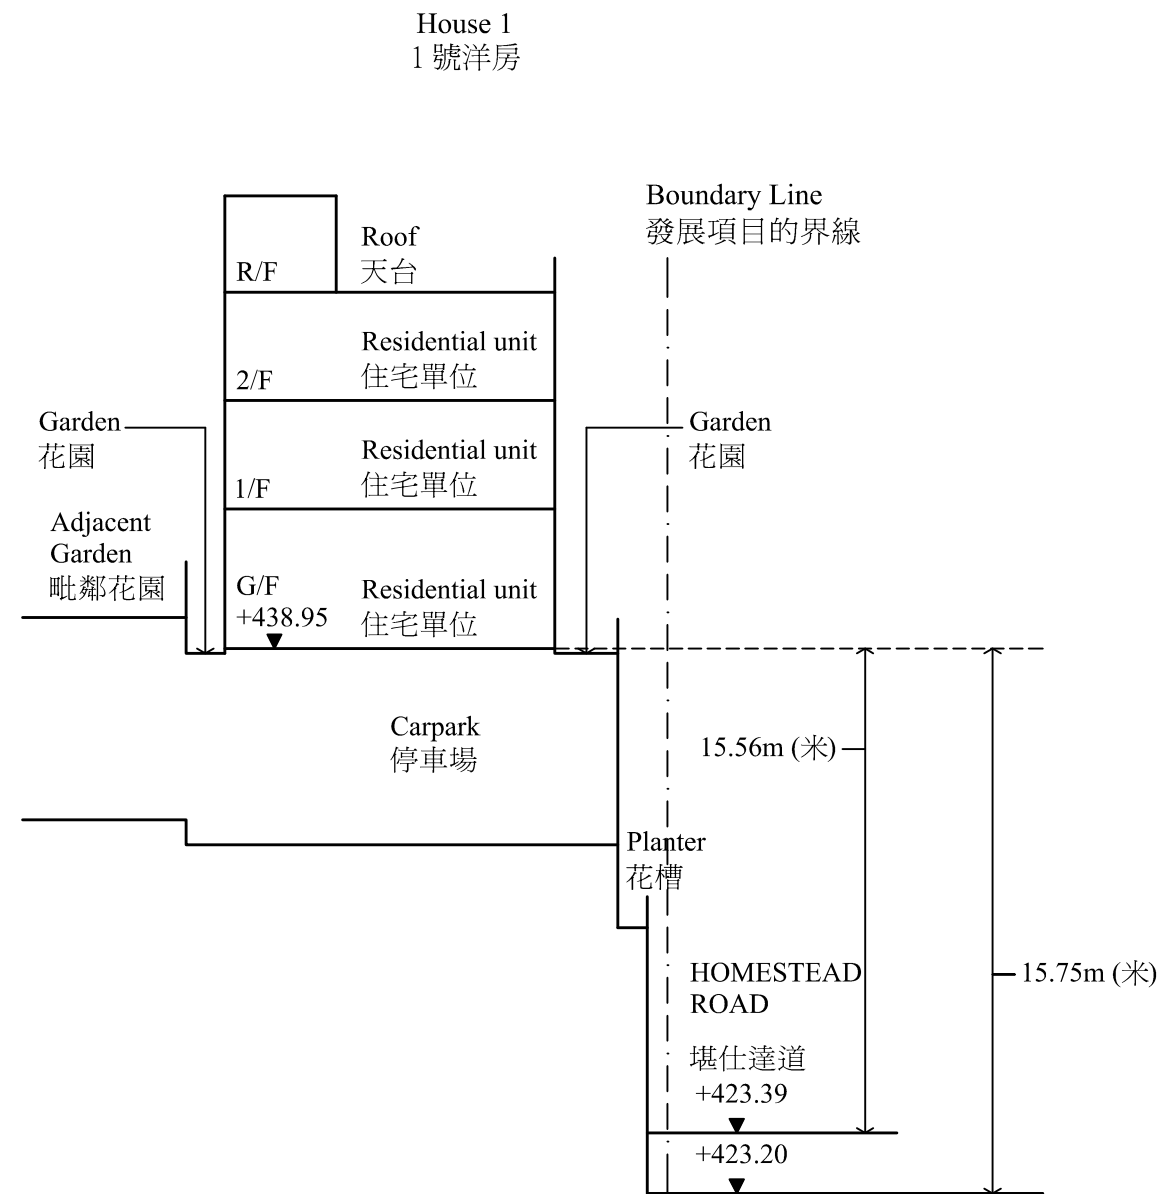 House 1
1 號洋房
Boundary Line
發展項目的界線
Roof
天台
R/F
Residential unit
住宅單位
2/F
Garden
花園
Garden
花園
Residential unit
住宅單位
1/F
Adjacent
Garden
毗鄰花園
G/F
+438.95
Residential unit
住宅單位
Carpark
停車場
15.56m (米)
Planter
花槽
HOMESTEAD
ROAD
堪仕達道
+423.39
15.75m (米)
+423.20